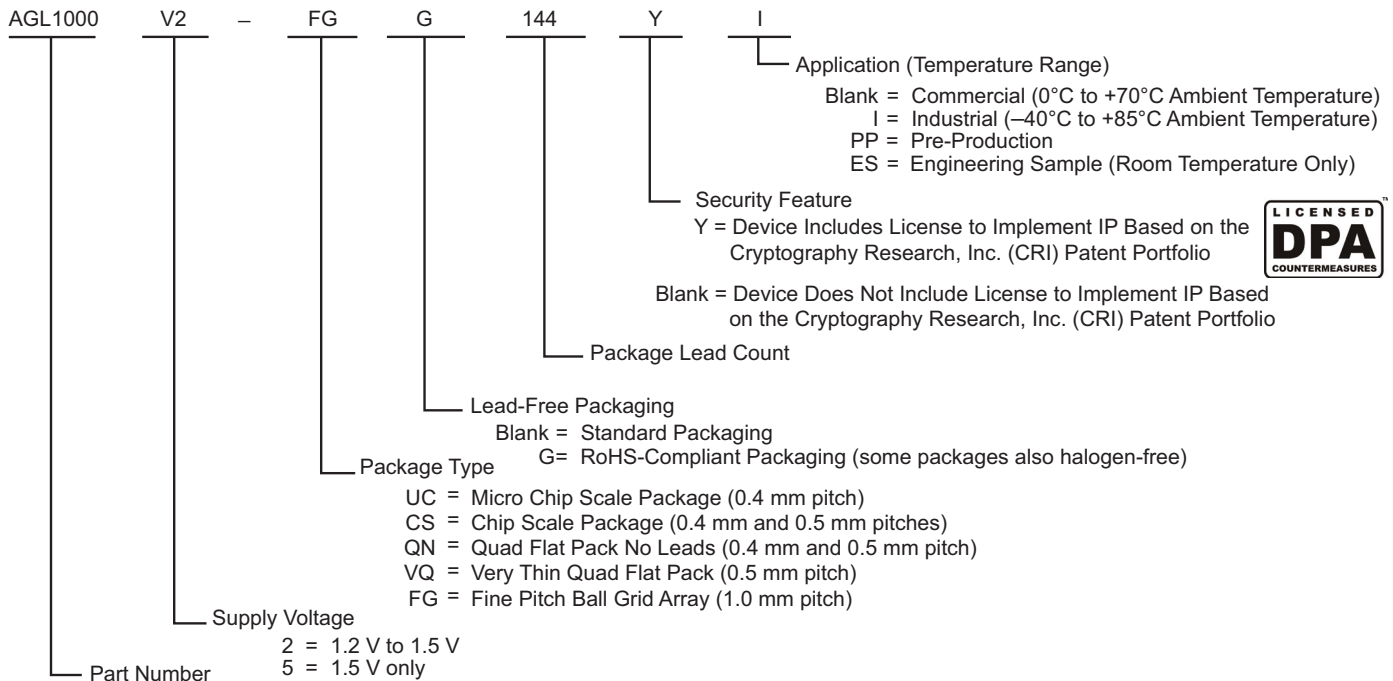 AGL1000 V2 – FG G 144 Y I
Application (Temperature Range)
Blank = Commercial (0°C to +70°C Ambient Temperature)
I = Industrial (–40°C to +85°C Ambient Temperature)
PP = Pre-Production
ES = Engineering Sample (Room Temperature Only)
Security Feature
Y = Device Includes License to Implement IP Based on the
Cryptography Research, Inc. (CRI) Patent Portfolio
LICENSED
DPA
COUNTERMEASURES
™
Blank = Device Does Not Include License to Implement IP Based
on the Cryptography Research, Inc. (CRI) Patent Portfolio
Package Lead Count
Lead-Free Packaging
Blank = Standard Packaging
G= RoHS-Compliant Packaging (some packages also halogen-free)
Package Type
UC = Micro Chip Scale Package (0.4 mm pitch)
CS = Chip Scale Package (0.4 mm and 0.5 mm pitches)
QN = Quad Flat Pack No Leads (0.4 mm and 0.5 mm pitch)
VQ = Very Thin Quad Flat Pack (0.5 mm pitch)
FG = Fine Pitch Ball Grid Array (1.0 mm pitch)
Supply Voltage
2 = 1.2 V to 1.5 V
5 = 1.5 V only
Part Number